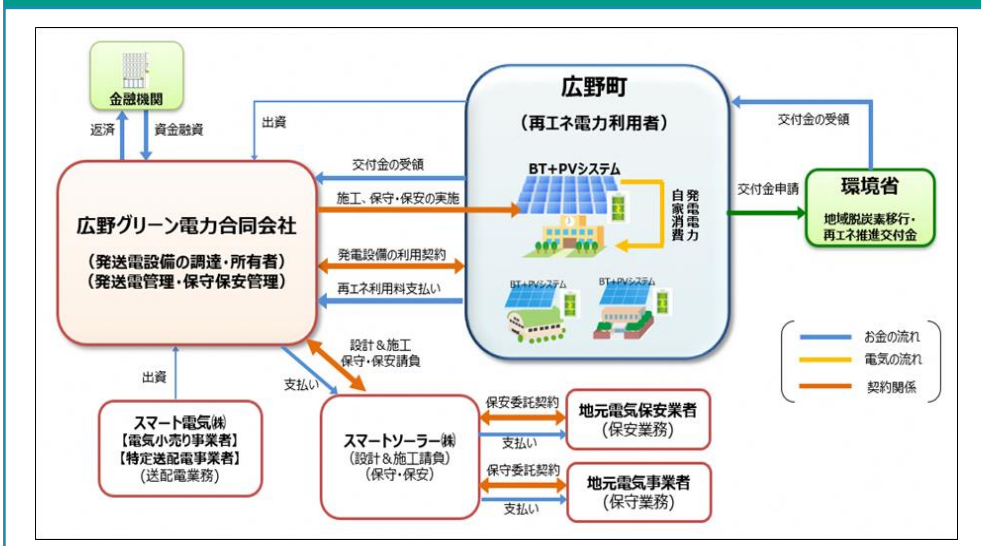 金融機関
返済
資金融資
出資
広野町
(再エネ電力利用者)
交付金の受領
交付金の受領
BT+PVシステム
施工、保守・保安の実施
発電電力
自家消費
交付金申請
環境省
地域脱炭素移行・
再エネ推進交付金
広野グリーン電力合同会社
(発送電設備の調達・所有者)
(発送電管理・保守保安管理)
発電設備の利用契約
再エネ利用料支払い
BT+PVシステム
BT+PVシステム
お金の流れ
電気の流れ
契約関係
設計&施工
保守・保安請負
出資
支払い
スマート電気㈱
【電気小売り事業者】
【特定送配電事業者】
(送配電業務)
スマートソーラー㈱
(設計&施工請負)
(保守・保安)
保安委託契約
支払い
地元電気保安業者
(保安業務)
保守委託契約
支払い
地元電気事業者
(保守業務)